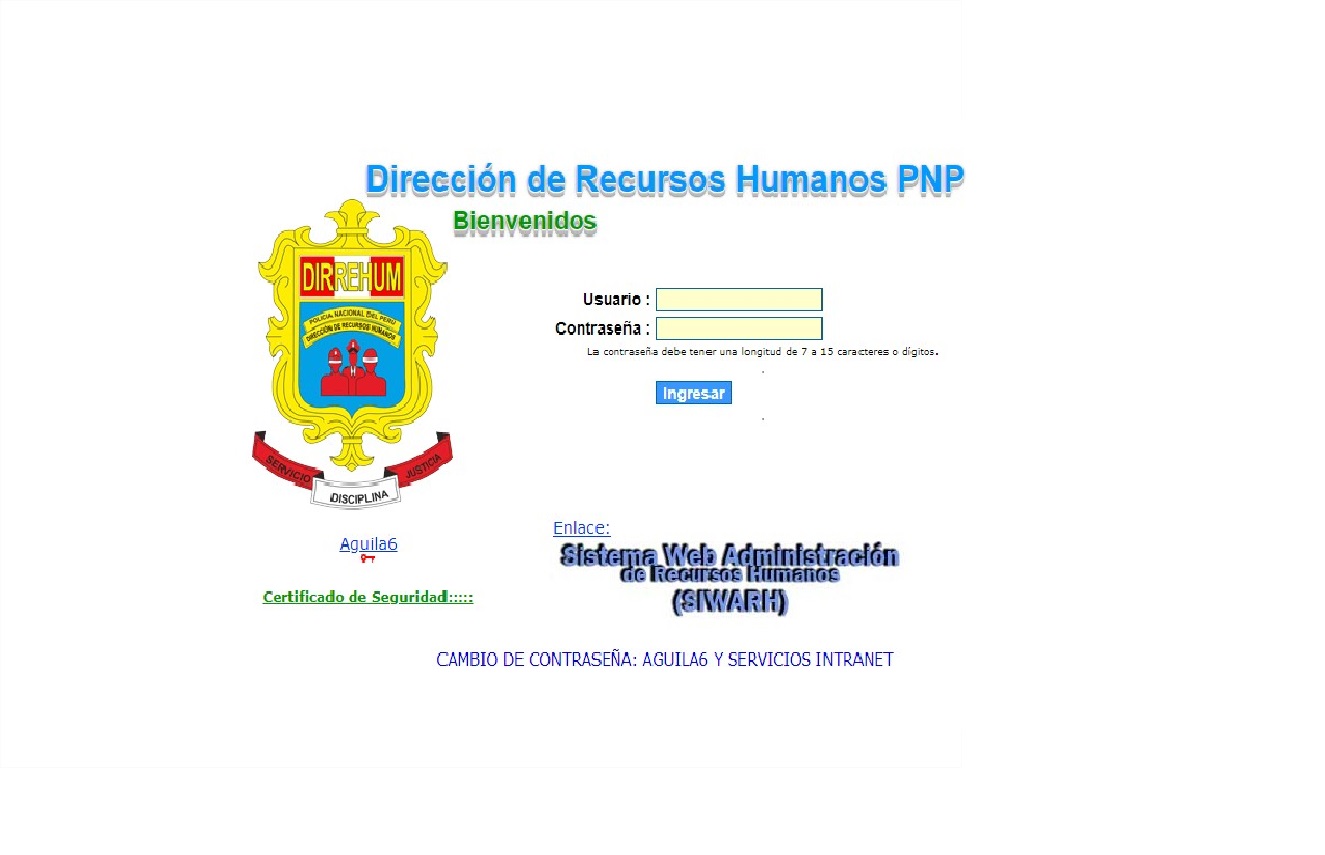 Dirección de Recursos Humanos PNP
Bienvenidos
DIRREHUM
POLICIA NACIONAL DEL PERU
DIRECCION DE RECURSOS HUMANOS
Usuario :
Contraseña :
La contraseña debe tener una longitud de 7 a 15 caracteres o dígitos.
.
Ingresar
.
SERVICIO
DISCIPLINA
JUSTICIA
Enlace:
Aguila6
Sistema Web Administración
de Recursos Humanos
(SIWARH)
Certificado de Seguridad:::::
CAMBIO DE CONTRASEÑA: AGUILA6 Y SERVICIOS INTRANET